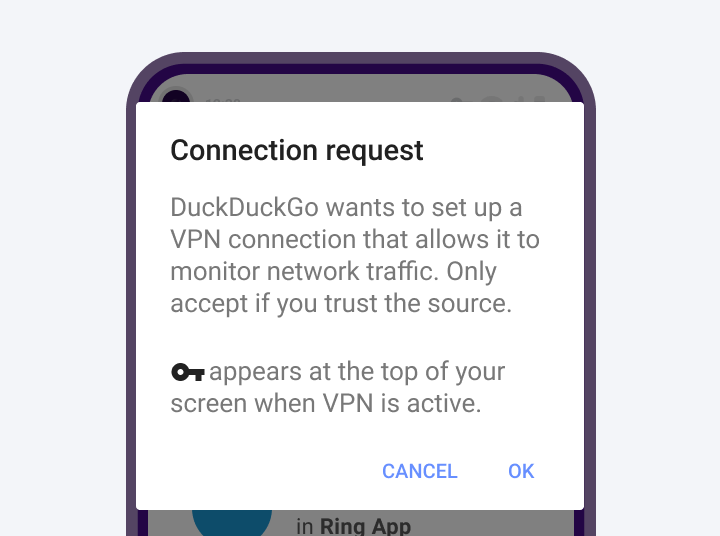 Connection request
DuckDuckGo wants to set up a
VPN connection that allows it to
monitor network traffic. Only
accept if you trust the source.
appears at the top of your
screen when VPN is active.
CANCEL OK
in Ring App